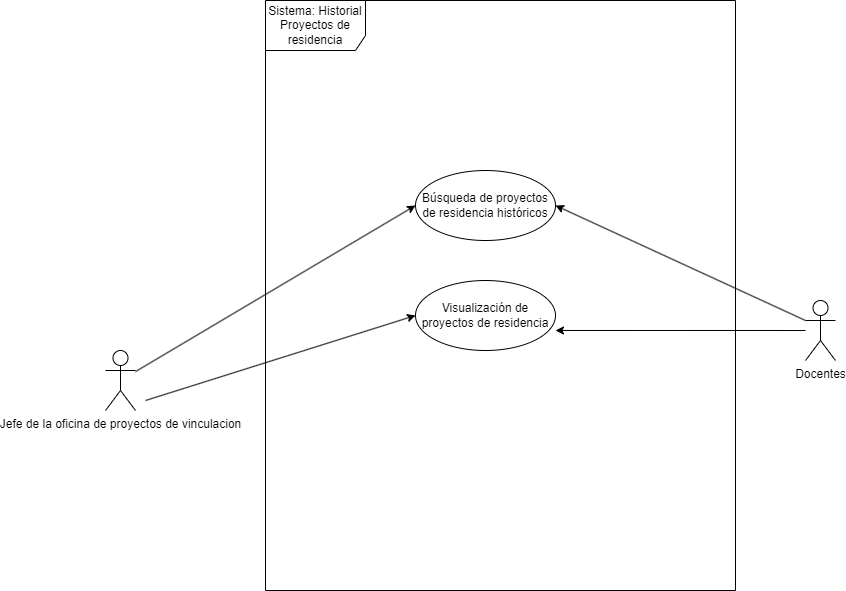 Sistema: Historial
Proyectos de
residencia
Búsqueda de proyectos
de residencia históricos
Visualización de
proyectos de residencia
Docentes
Jefe de la oficina de proyectos de vinculacion